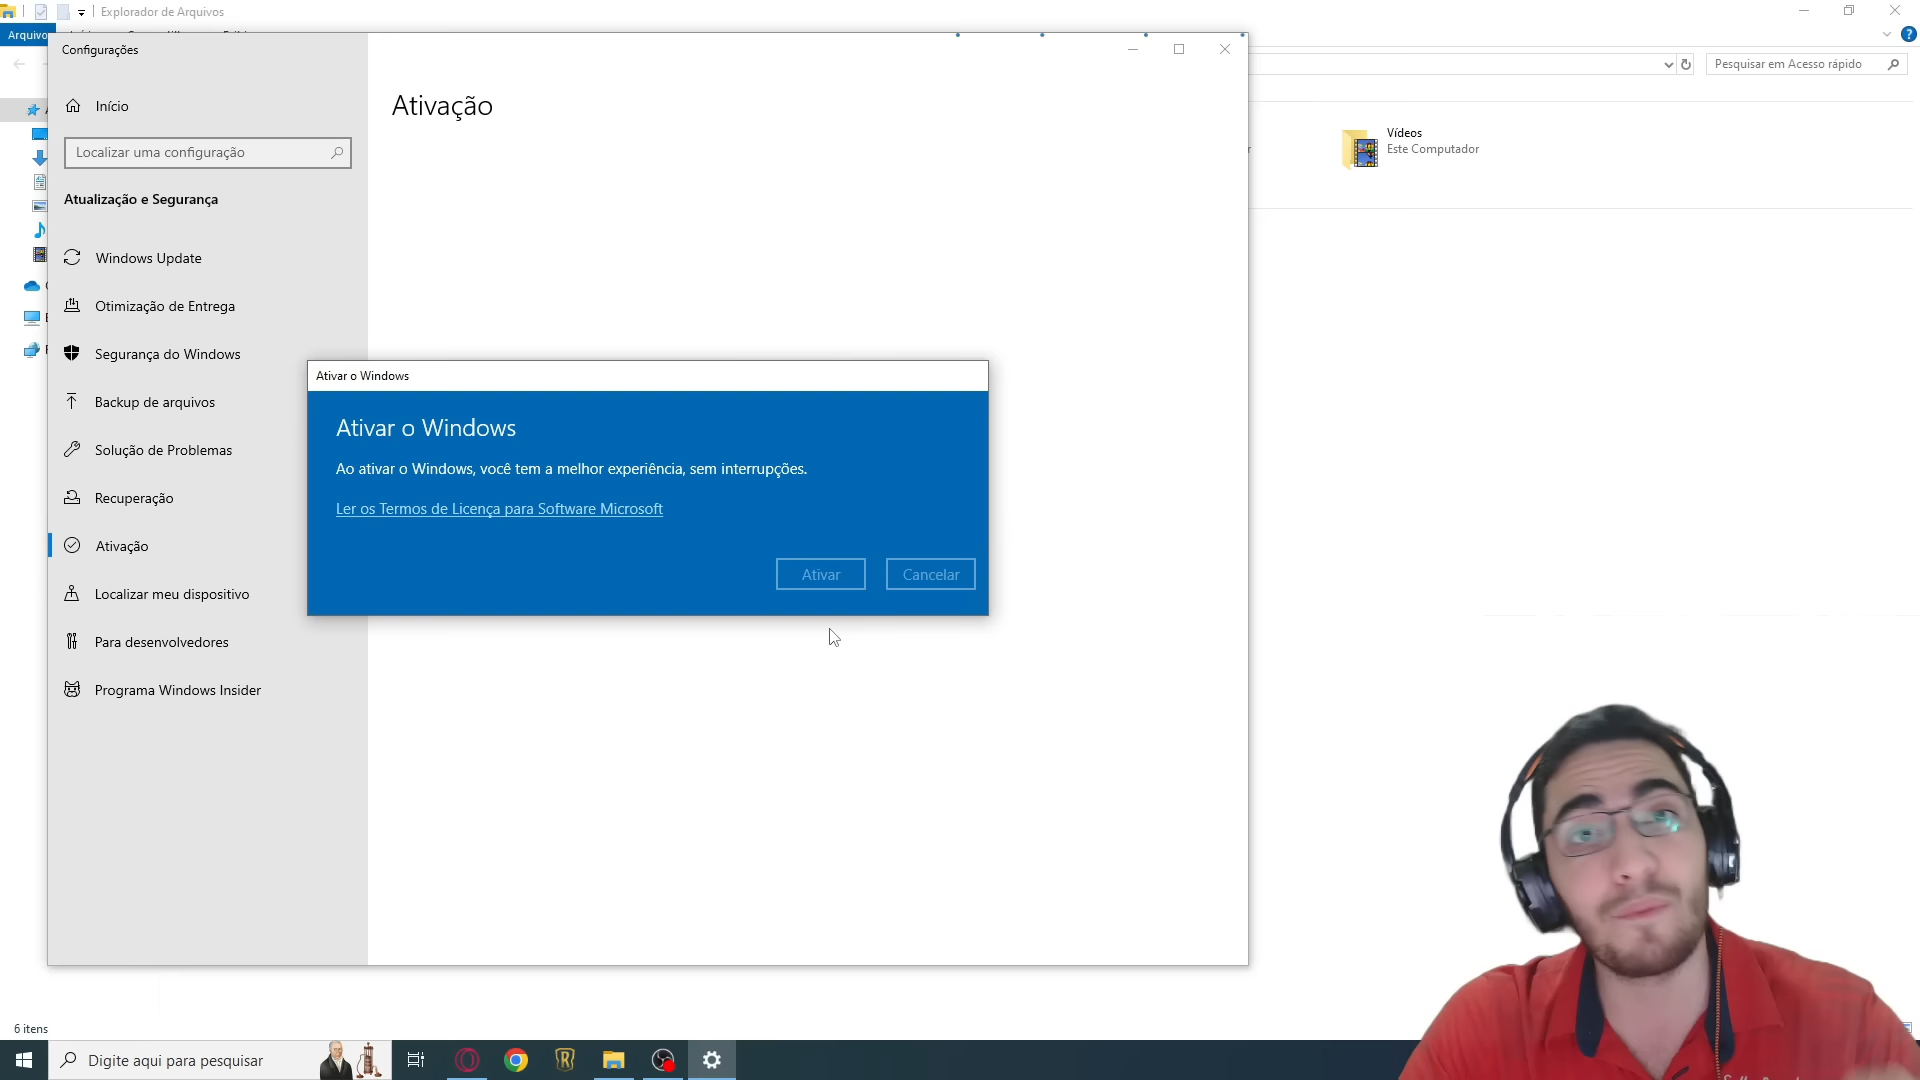 Explorador de Arquivos
Arquivo
Configurações
Pesquisar em Acesso rápido
Início
Ativação
Localizar uma configuração
Vídeos
Este Computador
Atualização e Segurança
Windows Update
Otimização de Entrega
Segurança do Windows
Backup de arquivos
Solução de Problemas
Recuperação
Ativação
Localizar meu dispositivo
Para desenvolvedores
Programa Windows Insider
Ativar o Windows
Ativar o Windows
Ao ativar o Windows, você tem a melhor experiência, sem interrupções.
Ler os Termos de Licença para Software Microsoft
Ativar
Cancelar
6 itens
Digite aqui para pesquisar